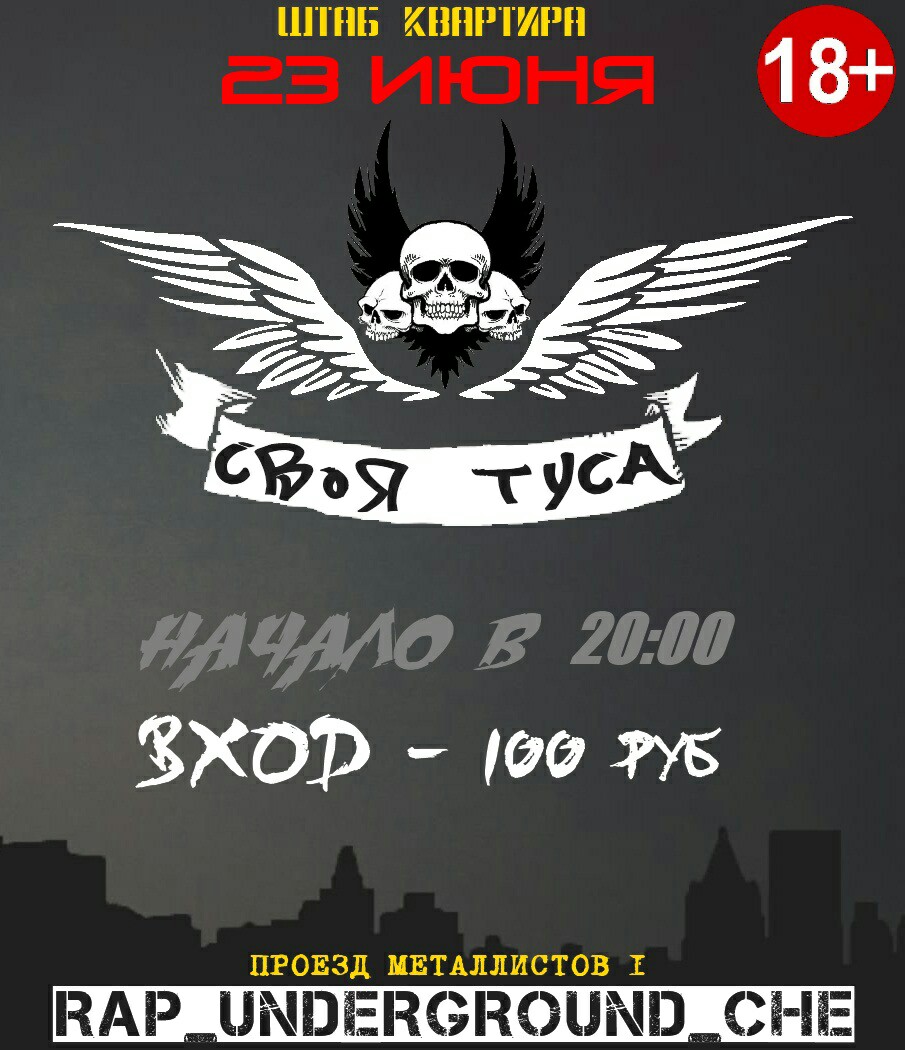 ШТАБ КВАРТИРА
23 ИЮНЯ
18+
СВОЯ ТУСА
НАЧАЛО В 20:00
ВХОД - 100 РУБ
ПРОЕЗД МЕТАЛЛИСТОВ 1
RAP_UNDERGROUND_CHE